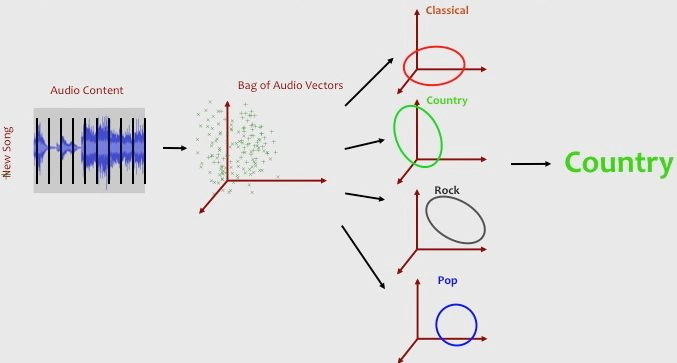 Classical
Audio Content
Bag of Audio Vectors
Country
New Song
Country
Rock
Pop